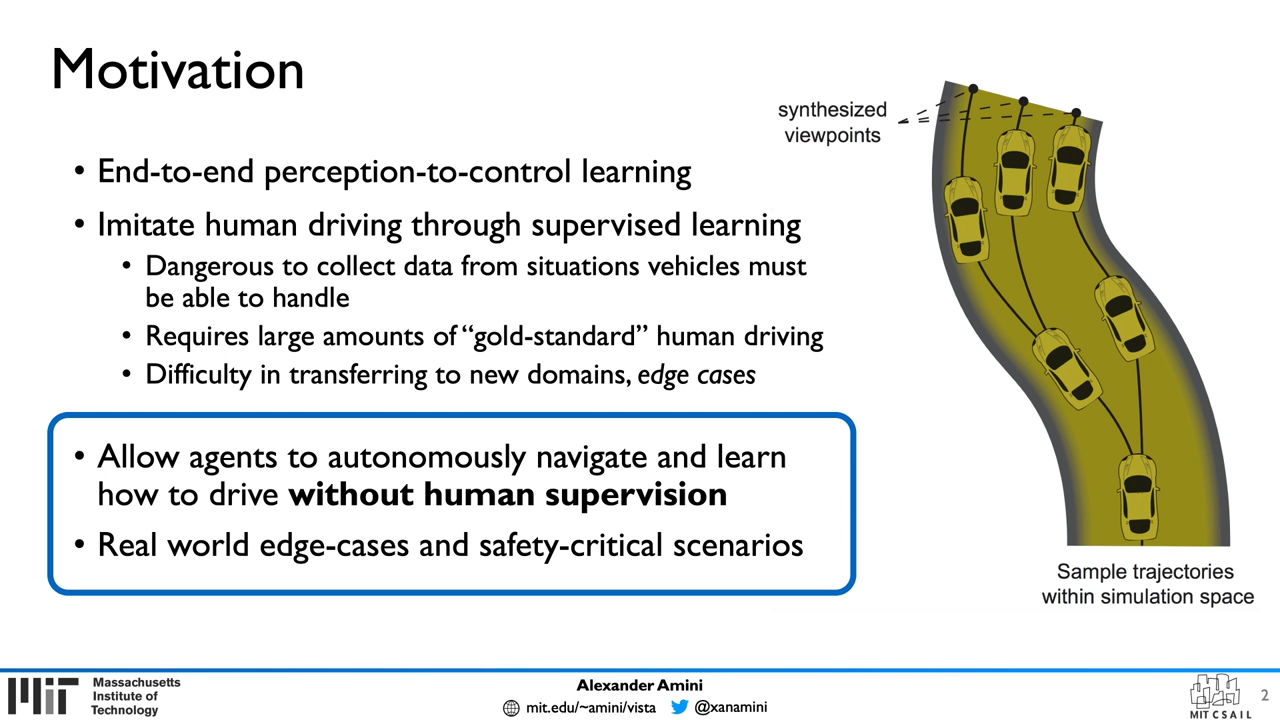 Motivation
synthesized
viewpoints
• End-to-end perception-to-control learning
• Imitate human driving through supervised learning
• Dangerous to collect data from situations vehicles must
be able to handle
• Requires large amounts of “gold-standard” human driving
• Difficulty in transferring to new domains, edge cases
• Allow agents to autonomously navigate and learn
how to drive without human supervision
• Real world edge-cases and safety-critical scenarios
Sample trajectories
within simulation space
MIT
Massachusetts
Institute of
Technology
Alexander Amini
mit.edu/~amini/vista @xanamini
MIT CSAIL
2